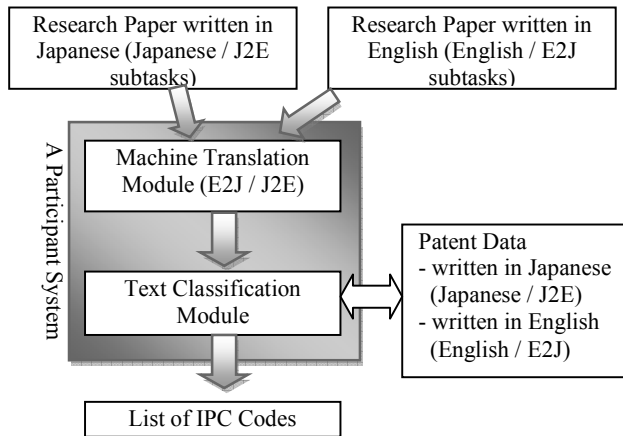 Research Paper written in
Japanese (Japanese / J2E
subtasks)
Research Paper written in
English (English / E2J
subtasks)
A Participant System
Machine Translation
Module (E2J / J2E)
Text Classification
Module
Patent Data
- written in Japanese
(Japanese / J2E)
- written in English
(English / E2J)
List of IPC Codes